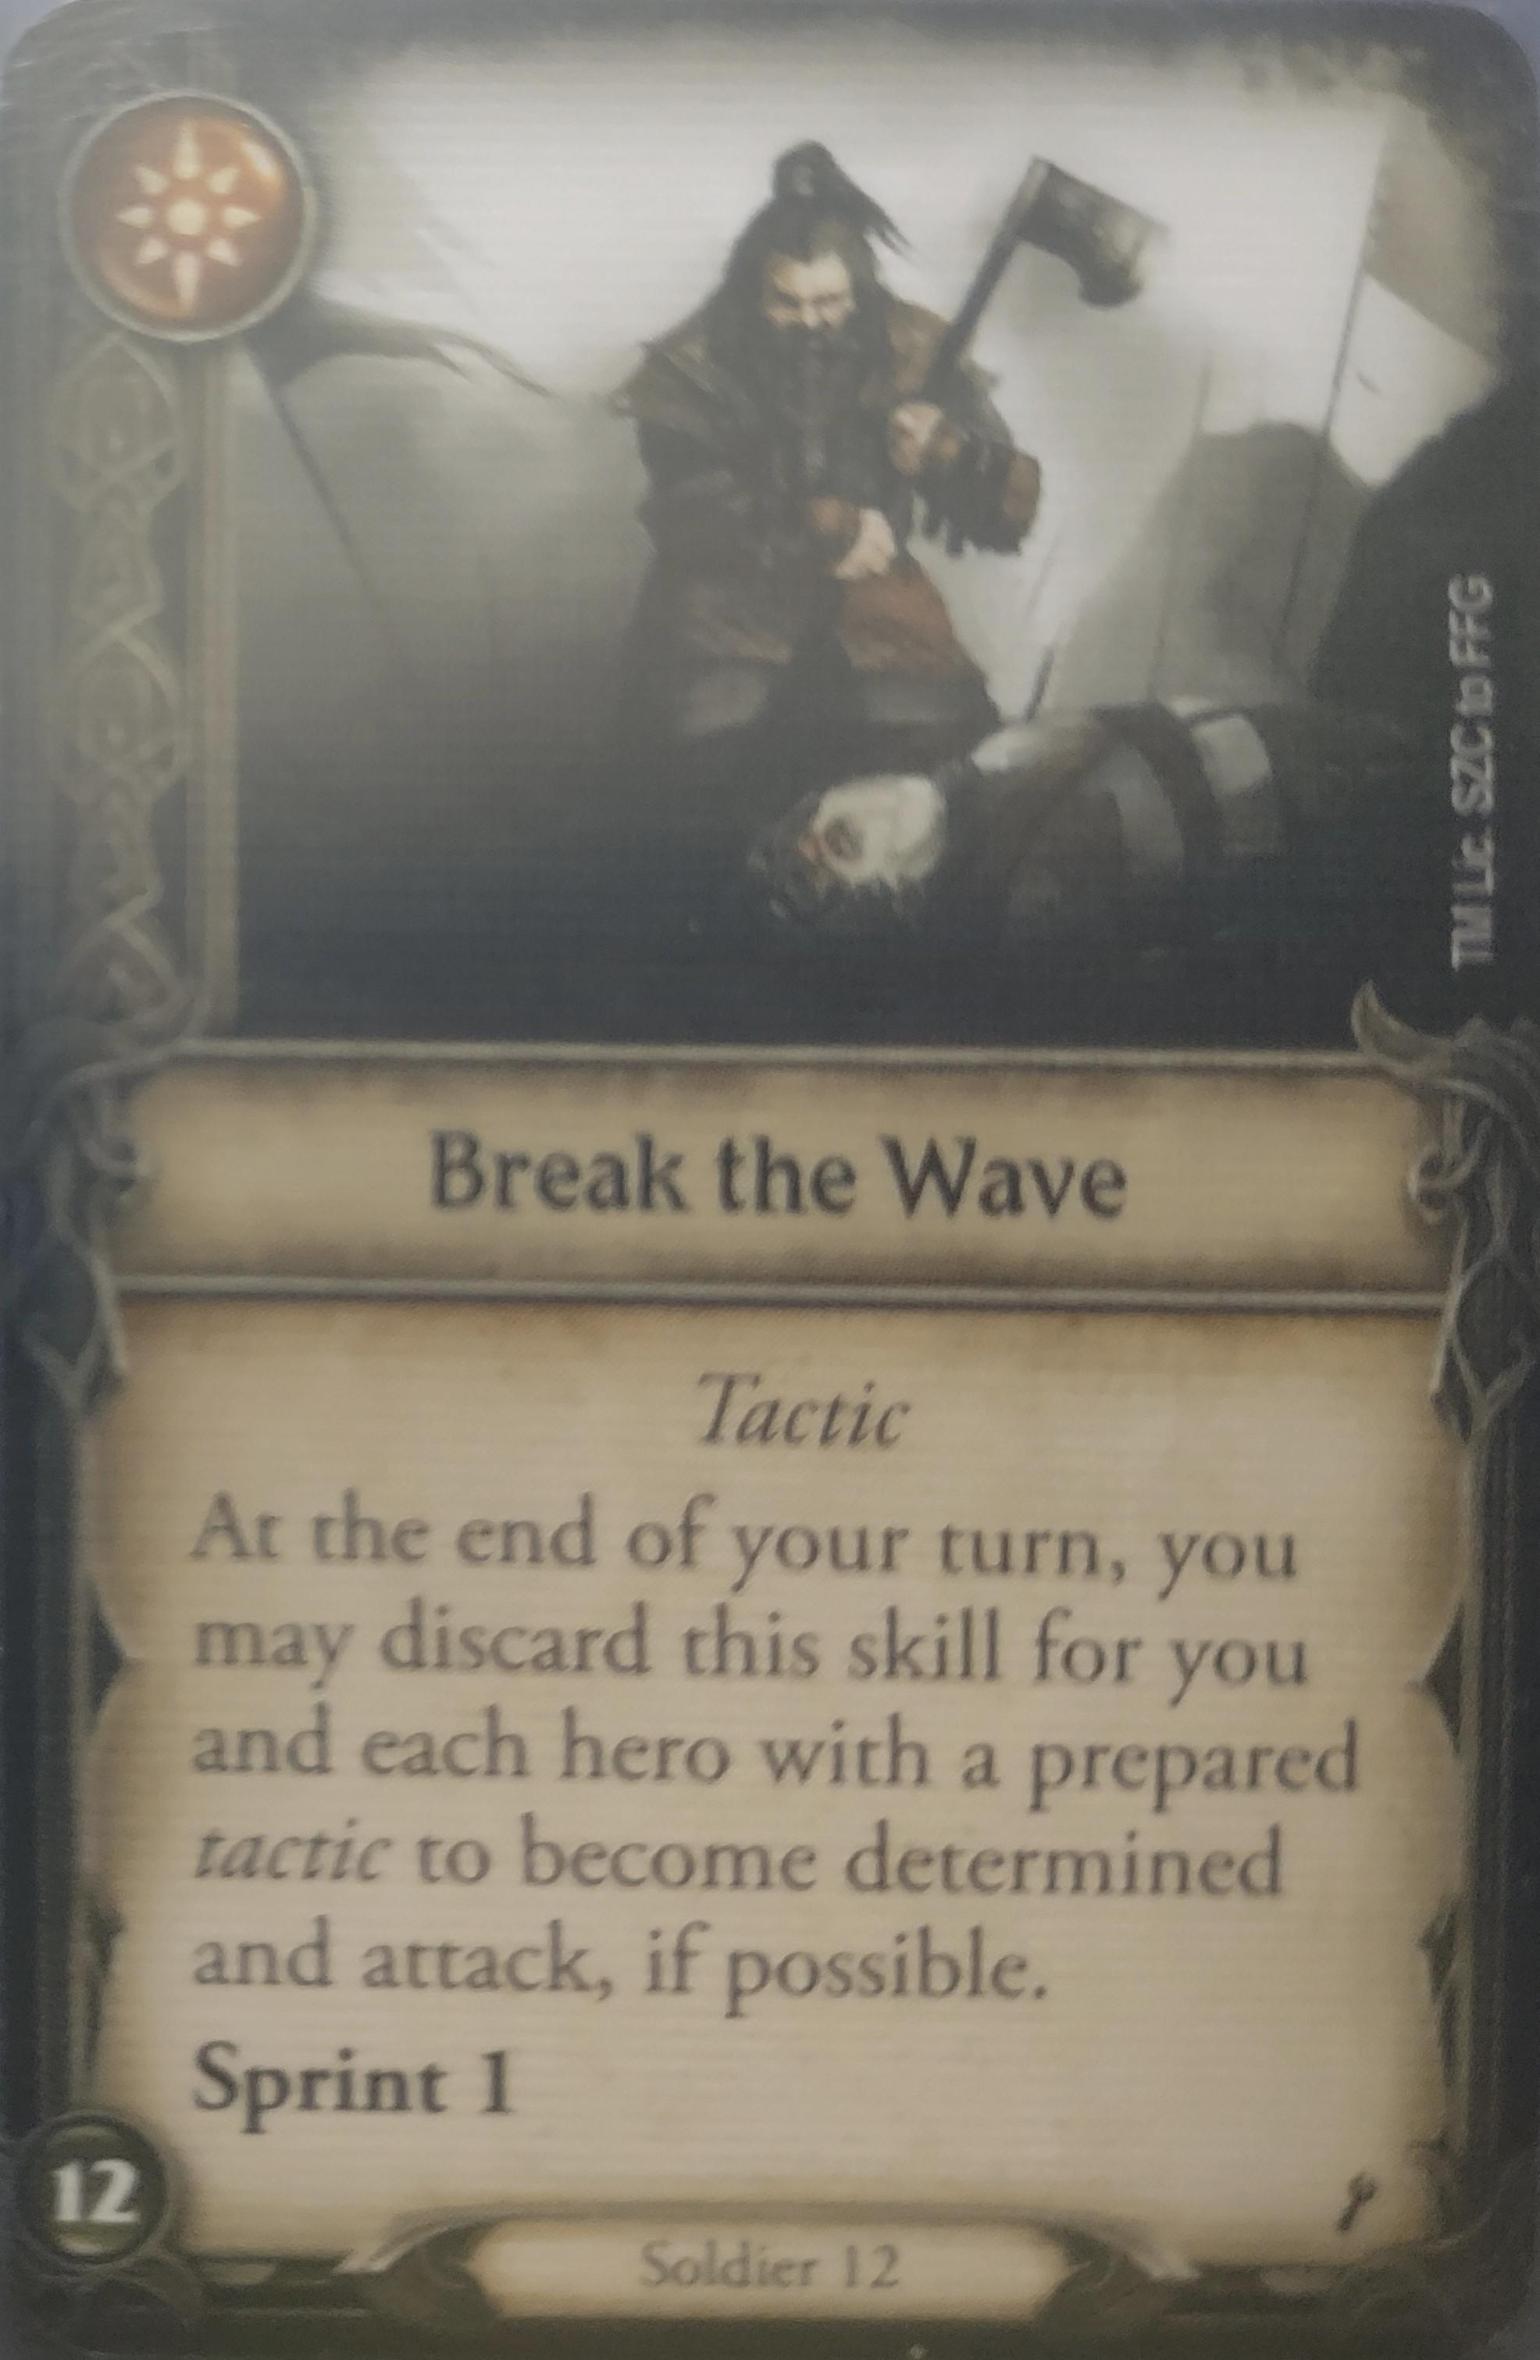 TM Lic. SZC to FFG
Break the Wave
Tactic
At the end of your turn, you
may discard this skill for you
and each hero with a prepared
tactic to become determined
and attack, if possible.
Sprint 1
12
Soldier 12